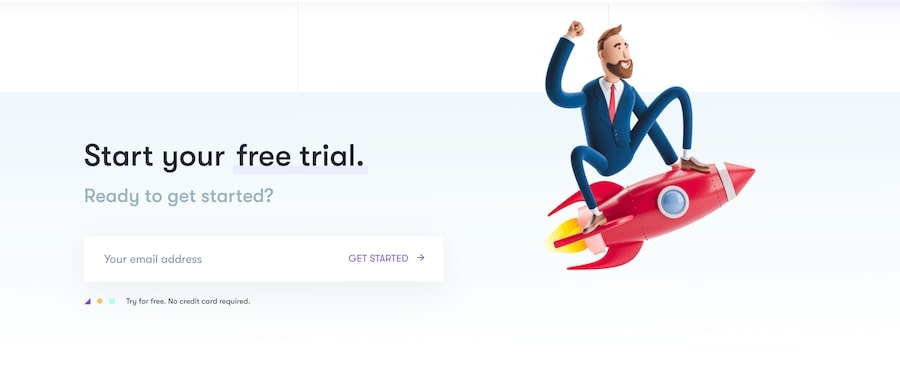 Start your free trial.
Ready to get started?
Your email address GET STARTED
Try for free. No credit card required.